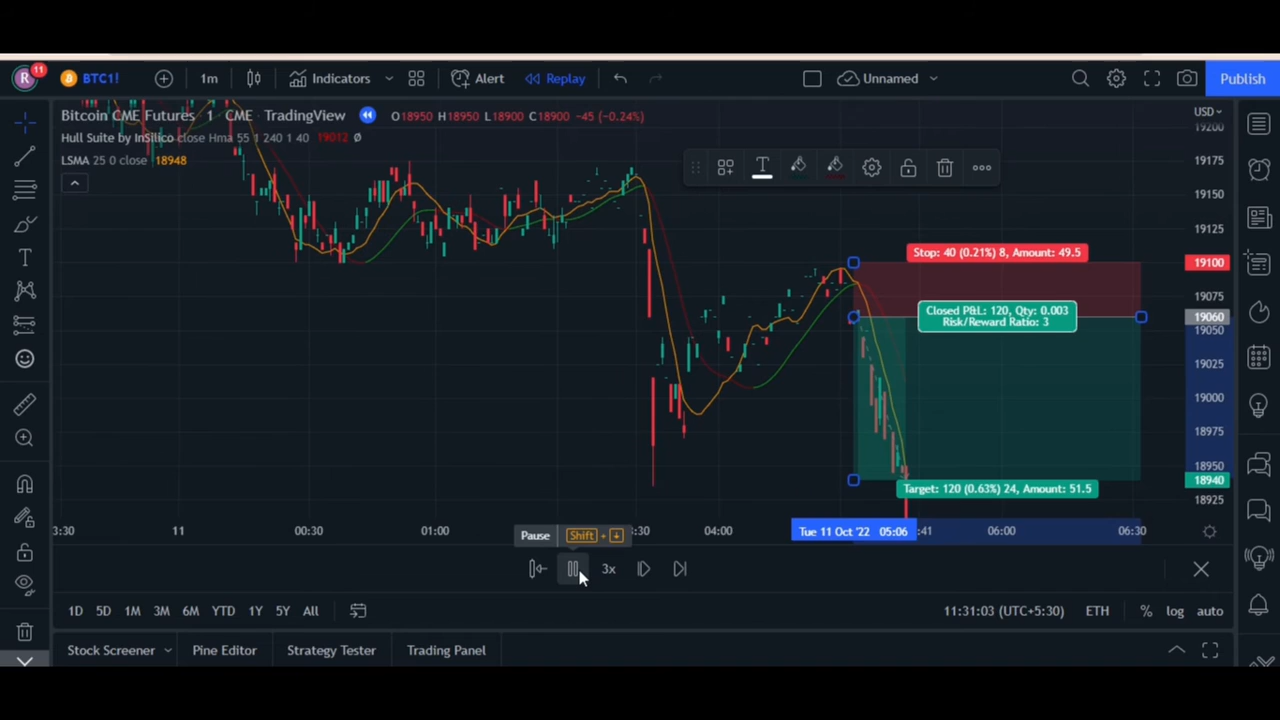 R 11 BTC1! 1m Indicators Alert Replay Unnamed Publish
Bitcoin CME Futures 1 CME TradingView O18950 H18950 L18900 C18900 -45 (-0.24%)
Hull Suite by InSilico close Hma 55 1 240 1 40 19012 Ø
LSMA 25 0 close 18948
USD
19200
19175
19150
19125
19100
19075
19060
19050
19025
19000
18975
18950
18940
18925
Stop: 40 (0.21%) 8, Amount: 49.5
Closed P&L: 120, Qty: 0.003
Risk/Reward Ratio: 3
Target: 120 (0.63%) 24, Amount: 51.5
3:30 11 00:30 01:00 :30 04:00 Tue 11 Oct '22 05:06 :41 06:00 06:30
Pause Shift +
3x
1D 5D 1M 3M 6M YTD 1Y 5Y All 11:31:03 (UTC+5:30) ETH % log auto
Stock Screener Pine Editor Strategy Tester Trading Panel